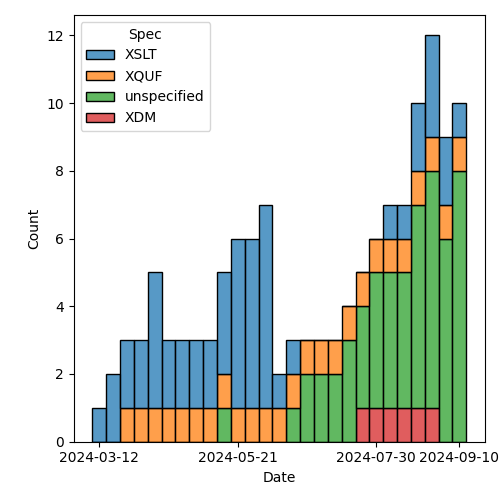 Spec
XSLT
XQUF
unspecified
XDM
12
10
8
6
4
2
0
Count
2024-03-12 2024-05-21 2024-07-30 2024-09-10
Date